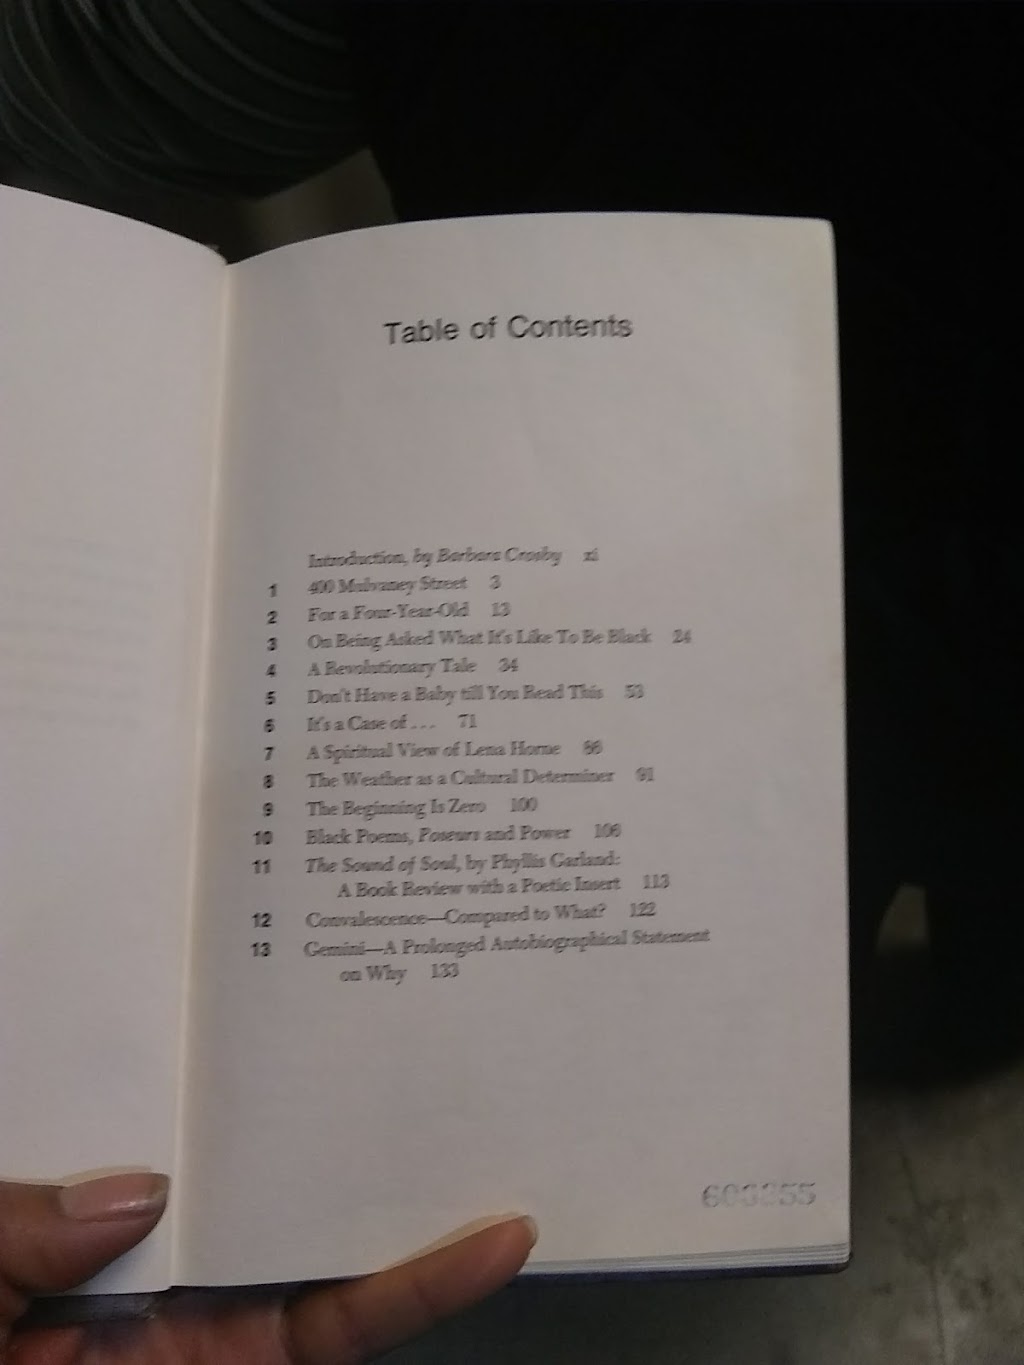 Table of Contents
Introduction, by Barbara Crosby xi
1 400 Mulvaney Street 3
2 For a Four-Year-Old 13
3 On Being Asked What It's Like To Be Black 24
4 A Revolutionary Tale 34
5 Don't Have a Baby till You Read This 53
6 It's a Case of . . . 71
7 A Spiritual View of Lena Horne
8 The Weather as a Cultural Determiner 91
9 The Beginning Is Zero 100
10 Black Poems, Poseurs and Power 106
11 The Sound of Soul, by Phyllis Garland:
A Book Review with a Poetic Insert 113
12 Convalescence—Compared to What? 122
13 Gemini—A Prolonged Autobiographical Statement
on Why 133